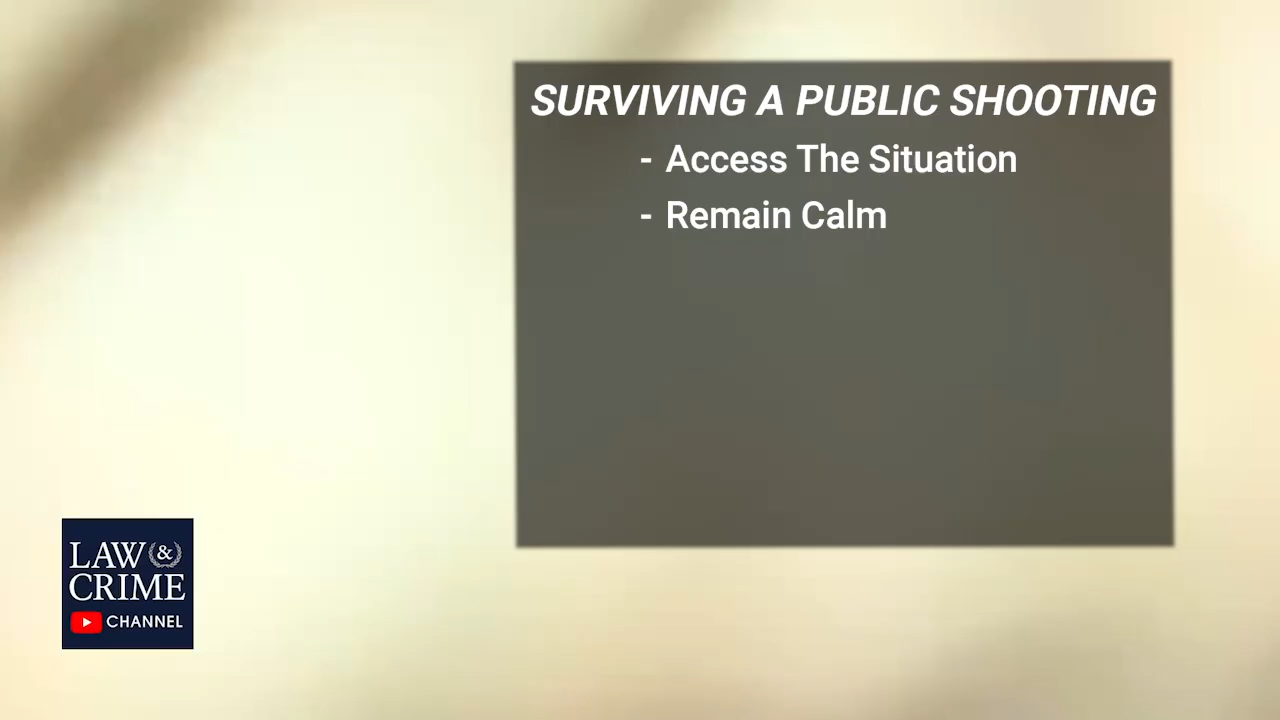 SURVIVING A PUBLIC SHOOTING
- Access The Situation
- Remain Calm
LAW &
CRIME
CHANNEL